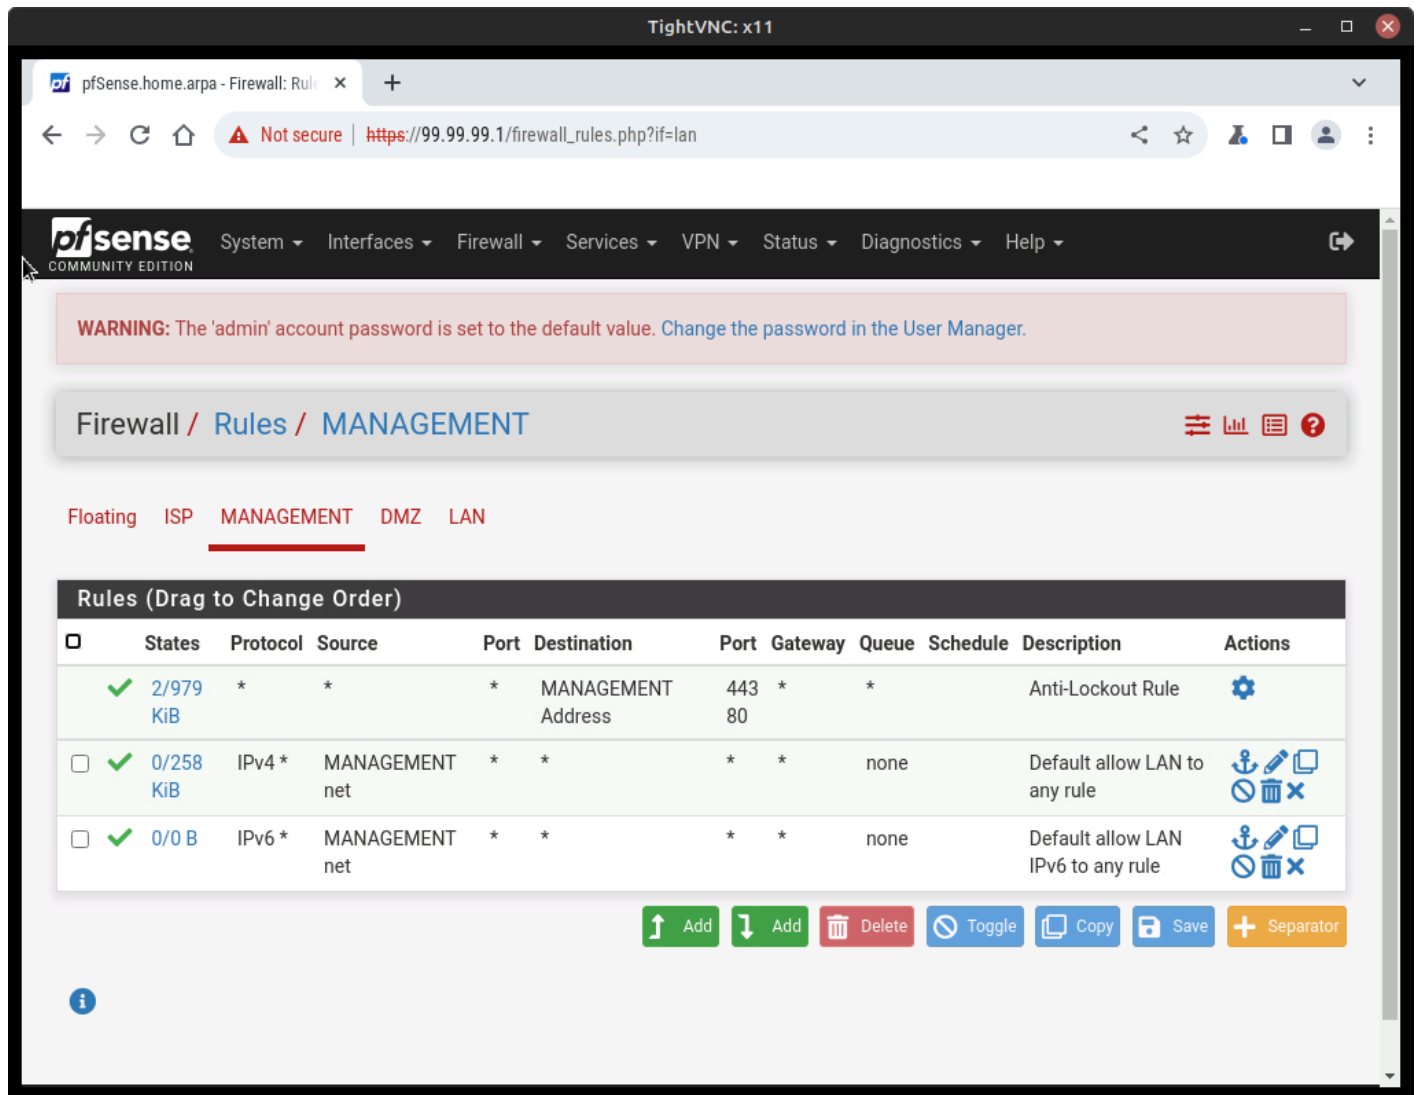 TightVNC: x11
pfSense.home.arpa - Firewall: Rul
Not secure | https://99.99.99.1/firewall_rules.php?if=lan
pfsense
COMMUNITY EDITION
System Interfaces Firewall Services VPN Status Diagnostics Help
WARNING: The 'admin' account password is set to the default value. Change the password in the User Manager.
Firewall / Rules / MANAGEMENT
Floating ISP MANAGEMENT DMZ LAN
Rules (Drag to Change Order)
States Protocol Source Port Destination Port Gateway Queue Schedule Description Actions
2/979 * * * MANAGEMENT 443 * * Anti-Lockout Rule
KiB Address 80
0/258 IPv4 * MANAGEMENT * * * * none Default allow LAN to
KiB net any rule
0/0 B IPv6 * MANAGEMENT * * * * none Default allow LAN
net IPv6 to any rule
Add Add Delete Toggle Copy Save Separator